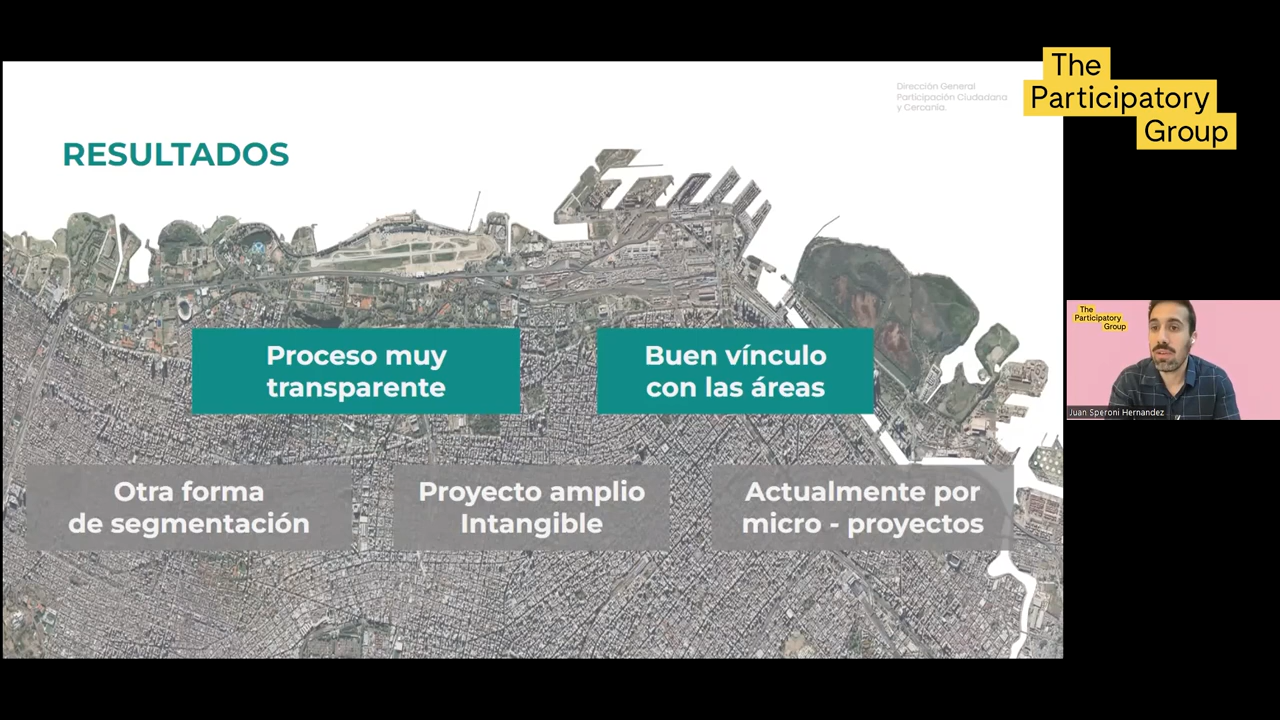 Dirección General
Participación Ciudadana
y Cercanía.
The
Participatory
Group
RESULTADOS
Proceso muy
transparente
Buen vínculo
con las áreas
Otra forma
de segmentación
Proyecto amplio
Intangible
Actualmente por
micro - proyectos
The
Participatory
Group
Juan Speroni Hernandez